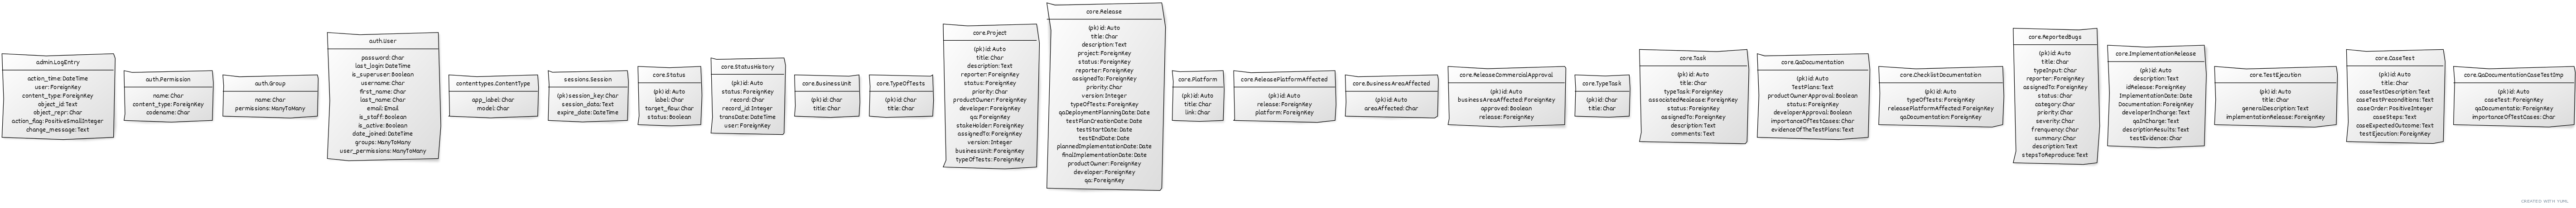 admin.LogEntry
action_time: DateTime
user: ForeignKey
content_type: ForeignKey
object_id: Text
object_repr: Char
action_flag: PositiveSmallInteger
change_message: Text
auth.Permission
name: Char
content_type: ForeignKey
codename: Char
auth.Group
name: Char
permissions: ManyToMany
auth.User
password: Char
last_login: DateTime
is_superuser: Boolean
username: Char
first_name: Char
last_name: Char
email: Email
is_staff: Boolean
is_active: Boolean
date_joined: DateTime
groups: ManyToMany
user_permissions: ManyToMany
contenttypes.ContentType
app_label: Char
model: Char
sessions.Session
(pk) session_key: Char
session_data: Text
expire_date: DateTime
core.Status
(pk) id: Auto
label: Char
target_flow: Char
status: Boolean
core.StatusHistory
(pk) id: Auto
status: ForeignKey
record: Char
record_id: Integer
transDate: DateTime
user: ForeignKey
core.BusinessUnit
(pk) id: Char
title: Char
core.TypeOfTests
(pk) id: Char
title: Char
core.Project
(pk) id: Auto
title: Char
description: Text
reporter: ForeignKey
status: ForeignKey
priority: Char
productOwner: ForeignKey
developer: ForeignKey
qa: ForeignKey
stakeHolder: ForeignKey
assignedTo: ForeignKey
version: Integer
businessUnit: ForeignKey
typeOfTests: ForeignKey
core.Release
(pk) id: Auto
title: Char
description: Text
project: ForeignKey
status: ForeignKey
reporter: ForeignKey
assignedTo: ForeignKey
priority: Char
version: Integer
typeOfTests: ForeignKey
qaDeploymentPlanningDate: Date
testPlanCreationDate: Date
testStartDate: Date
testEndDate: Date
plannedImplementationDate: Date
finalImplementationDate: Date
productOwner: ForeignKey
developer: ForeignKey
qa: ForeignKey
core.Platform
(pk) id: Auto
title: Char
link: Char
core.ReleasePlatformAffected
(pk) id: Auto
release: ForeignKey
platform: ForeignKey
core.BusinessAreaAffected
(pk) id: Auto
areaAffected: Char
core.ReleaseCommercialApproval
(pk) id: Auto
businessAreaAffected: ForeignKey
approved: Boolean
release: ForeignKey
core.TypeTask
(pk) id: Char
title: Char
core.Task
(pk) id: Auto
title: Char
typeTask: ForeignKey
associatedRealease: ForeignKey
status: ForeignKey
assignedTo: ForeignKey
description: Text
comments: Text
core.QaDocumentation
(pk) id: Auto
TestPlans: Text
productOwnerApproval: Boolean
status: ForeignKey
developerApproval: Boolean
importanceOfTestCases: Char
evidenceOfTheTestPlans: Text
core.ChecklistDocumentation
(pk) id: Auto
typeOfTests: ForeignKey
releasePlatformAffected: ForeignKey
qaDocumentation: ForeignKey
core.ReportedBugs
(pk) id: Auto
title: Char
typeInput: Char
reporter: ForeignKey
assignedTo: ForeignKey
status: Char
category: Char
priority: Char
severity: Char
frenquency: Char
summary: Char
description: Text
stepsToReproduce: Text
core.ImplementationRelease
(pk) id: Auto
description: Text
idRelease: ForeignKey
ImplementationDate: Date
Documentation: ForeignKey
developerInCharge: Text
qaInCharge: Text
descriptionResults: Text
testEvidence: Char
core.TestExecution
(pk) id: Auto
title: Char
generalDescription: Text
implementationRelease: ForeignKey
core.CaseTest
(pk) id: Auto
title: Char
caseTestDescription: Text
caseTestPreconditions: Text
caseOrder: PositiveInteger
caseSteps: Text
caseExpectedOutcome: Text
testExecution: ForeignKey
core.QaDocumentationCaseTestImp
(pk) id: Auto
caseTest: ForeignKey
qaDocumentatio: ForeignKey
importanceOfTestCases: Char
CREATED WITH YUML